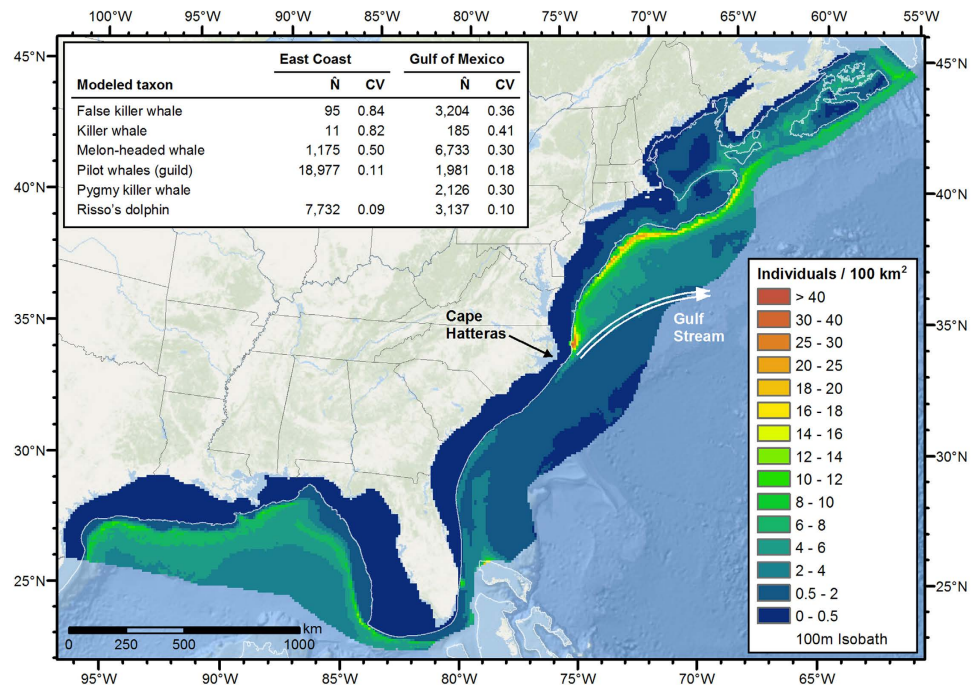 100°W 95°W 90°W 85°W 80°W 75°W 70°W 65°W 60°W 55°W
45°N
40°N
35°N
30°N
25°N
East Coast Gulf of Mexico
Modeled taxon N̂ CV N̂ CV
False killer whale 95 0.84 3,204 0.36
Killer whale 11 0.82 185 0.41
Melon-headed whale 1,175 0.50 6,733 0.30
Pilot whales (guild) 18,977 0.11 1,981 0.18
Pygmy killer whale 2,126 0.30
Risso's dolphin 7,732 0.09 3,137 0.10
Cape
Hatteras
Gulf
Stream
Individuals / 100 km²
> 40
30 - 40
25 - 30
20 - 25
18 - 20
16 - 18
14 - 16
12 - 14
10 - 12
8 - 10
6 - 8
4 - 6
2 - 4
0.5 - 2
0 - 0.5
100m Isobath
45°N
40°N
35°N
30°N
25°N
km
0 250 500 1000
95°W 90°W 85°W 80°W 75°W 70°W 65°W